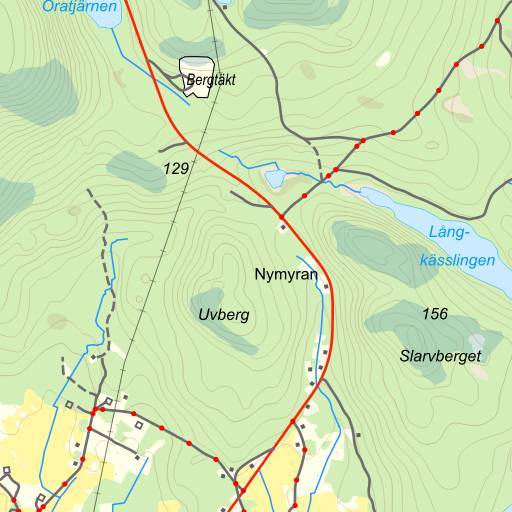 Oratjärnen
Bergtäkt
129
Lång-
kässlingen
Nymyran
Uvberg
156
Slarvberget